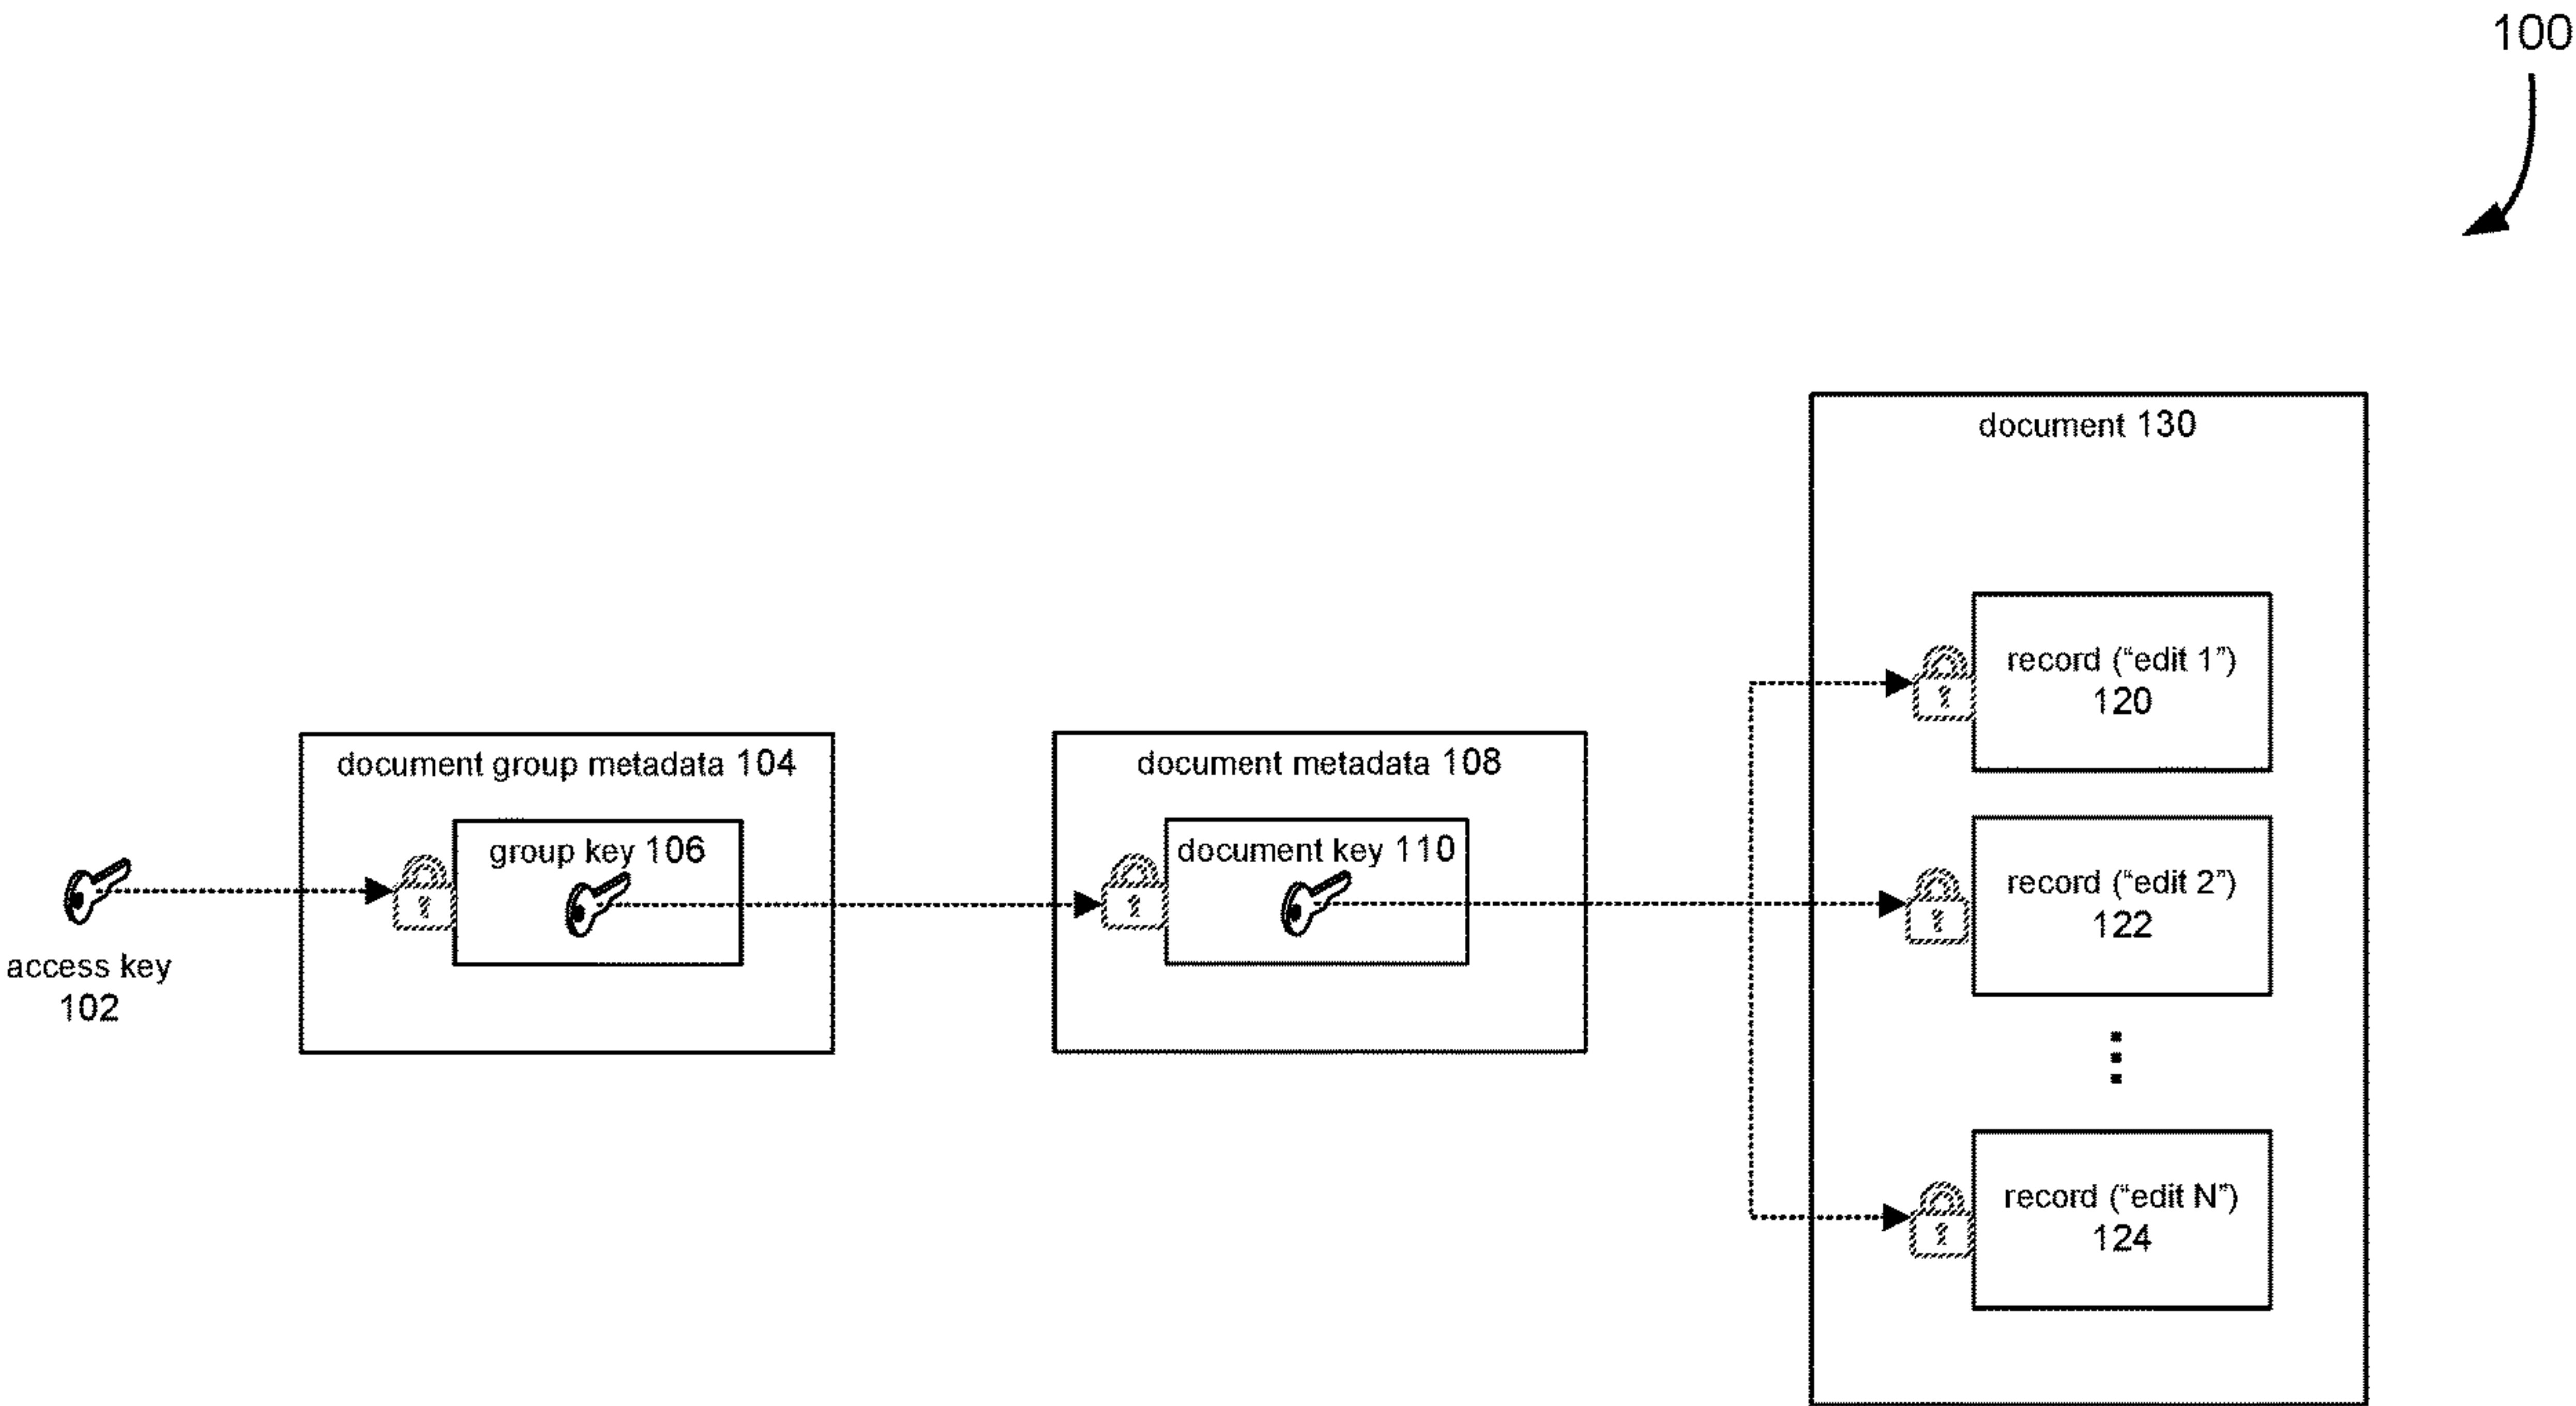 100
document 130
record ("edit 1")
120
document group metadata 104
document metadata 108
group key 106
document key 110
record ("edit 2")
122
access key
102
record ("edit N")
124